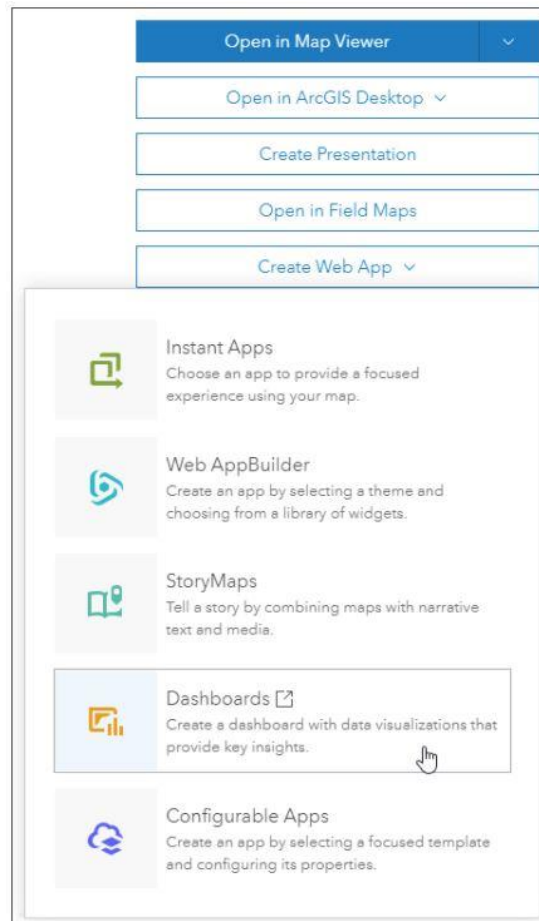 Open in Map Viewer
Open in ArcGIS Desktop
Create Presentation
Open in Field Maps
Create Web App
Instant Apps
Choose an app to provide a focused
experience using your map.
Web AppBuilder
Create an app by selecting a theme and
choosing from a library of widgets.
StoryMaps
Tell a story by combining maps with narrative
text and media.
Dashboards
Create a dashboard with data visualizations that
provide key insights.
Configurable Apps
Create an app by selecting a focused template
and configuring its properties.